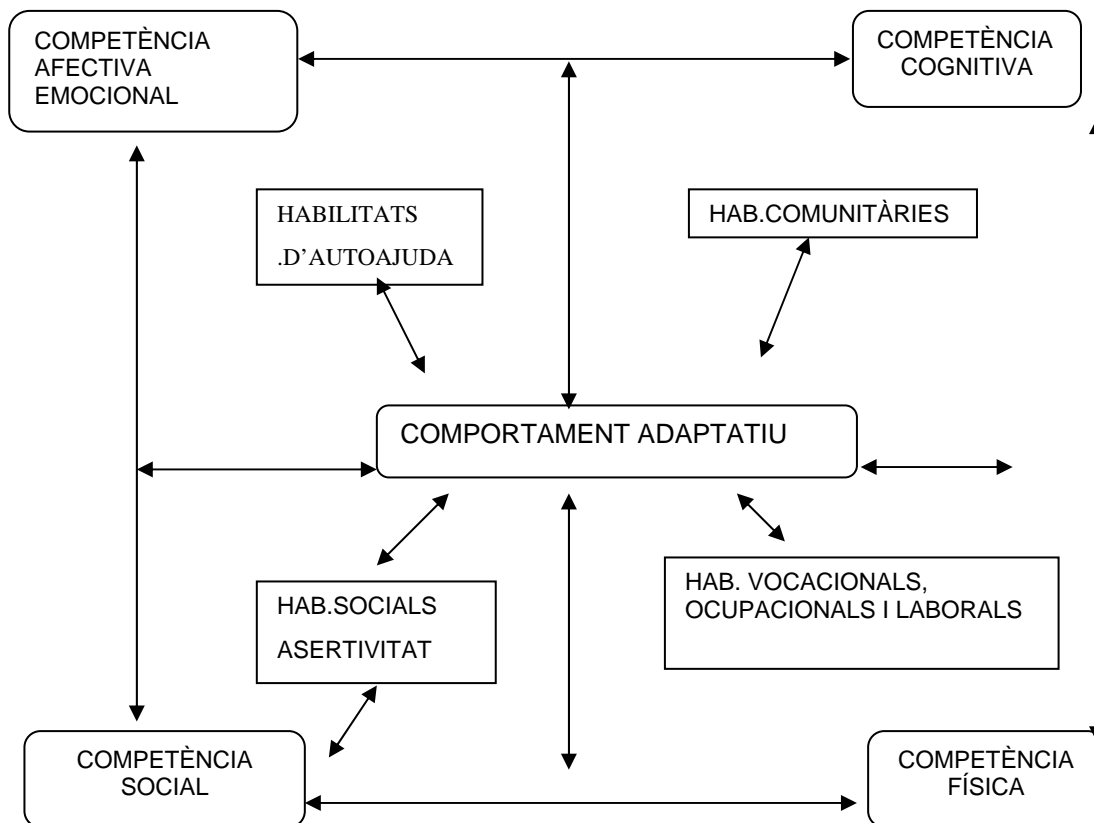 COMPETÈNCIA
AFECTIVA
EMOCIONAL
COMPETÈNCIA
COGNITIVA
HABILITATS
.D’AUTOAJUDA
HAB.COMUNITÀRIES
COMPORTAMENT ADAPTATIU
HAB.SOCIALS
ASERTIVITAT
HAB. VOCACIONALS,
OCUPACIONALS I LABORALS
COMPETÈNCIA
SOCIAL
COMPETÈNCIA
FÍSICA